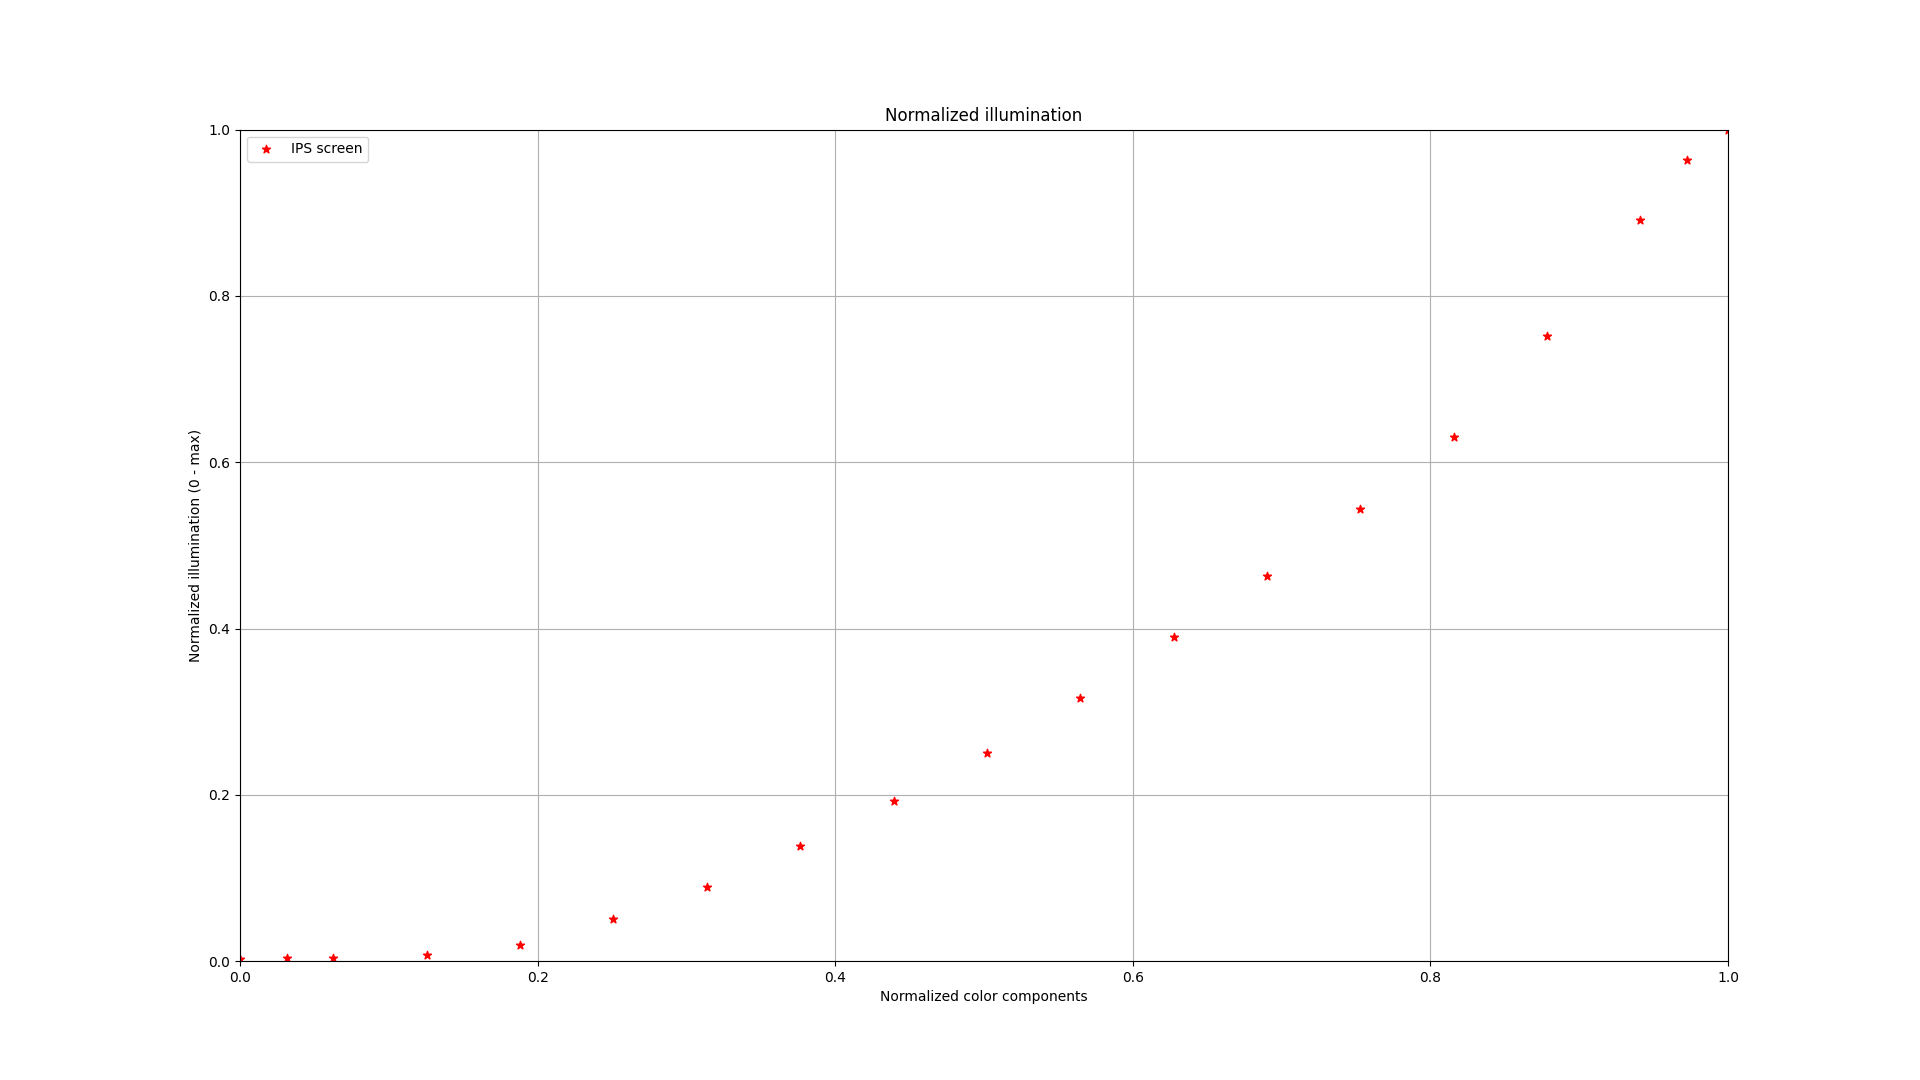 Normalized illumination
IPS screen
1.0
0.8
0.6
0.4
0.2
0.0
Normalized illumination (0 - max)
0.0 0.2 0.4 0.6 0.8 1.0
Normalized color components